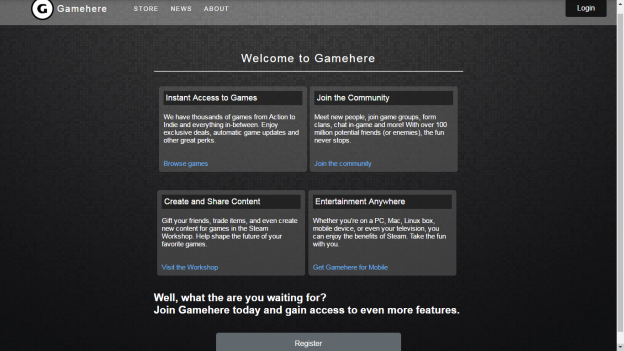 G Gamehere STORE NEWS ABOUT Login
Welcome to Gamehere
Instant Access to Games
We have thousands of games from Action to
Indie and everything in-between. Enjoy
exclusive deals, automatic game updates and
other great perks.
Browse games
Join the Community
Meet new people, join game groups, form
clans, chat in-game and more! With over 100
million potential friends (or enemies), the fun
never stops.
Join the community
Create and Share Content
Gift your friends, trade items, and even create
new content for games in the Steam
Workshop. Help shape the future of your
favorite games.
Visit the Workshop
Entertainment Anywhere
Whether you're on a PC, Mac, Linux box,
mobile device, or even your television, you
can enjoy the benefits of Steam. Take the fun
with you.
Get Gamehere for Mobile
Well, what the are you waiting for?
Join Gamehere today and gain access to even more features.
Register